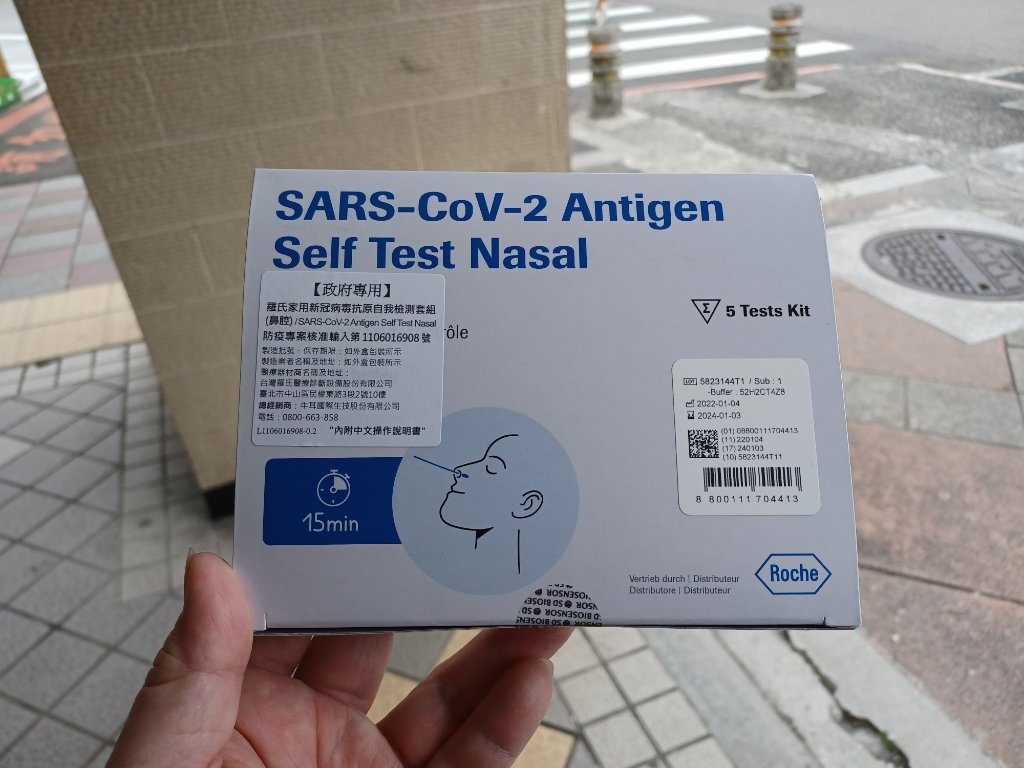 SARS-CoV-2 Antigen
Self Test Nasal
【政府專用】
羅氏家用新冠病毒抗原自我檢測套組
(鼻腔) /SARS-CoV-2 Antigen Self Test Nasal
防疫專案核准輸入第 1106016908 號
製造批號、保存期限：如外盒包裝所示
製造業者名稱及地址：如外盒包裝所示
醫療器材商名稱及地址：
台灣羅氏醫療診斷設備股份有限公司
臺北市中山區民權東路3段2號10樓
總經銷商：牛耳國際生技股份有限公司
電話：0800-663-858
L1106016908-0.2 "內附中文操作說明書"
rôle
5 Tests Kit
LOT 5823144T1 / Sub : 1
-Buffer : 52H2CT4Z8
2022-01-04
2024-01-03
(01) 08800111704413
(11) 220104
(17) 240103
(10) 5823144T11
8 800111 704413
15min
Vertrieb durch | Distributeur
Distributore | Distributeur
Roche
SD BIOSENSOR